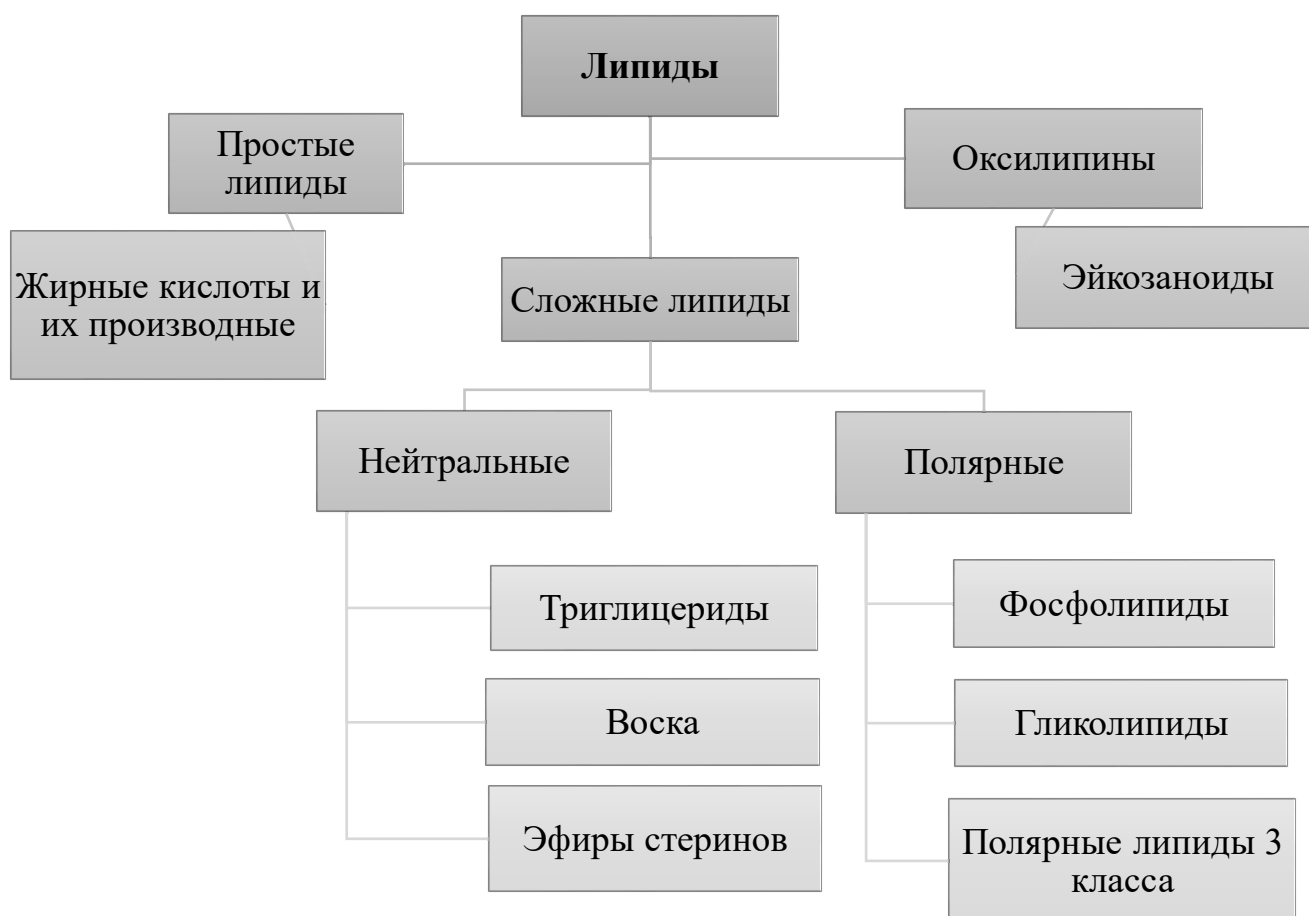 Липиды
Простые
липиды
Оксилипины
Жирные кислоты и
их производные
Эйкозаноиды
Сложные липиды
Нейтральные
Полярные
Триглицериды
Фосфолипиды
Воска
Гликолипиды
Эфиры стеринов
Полярные липиды 3
класса